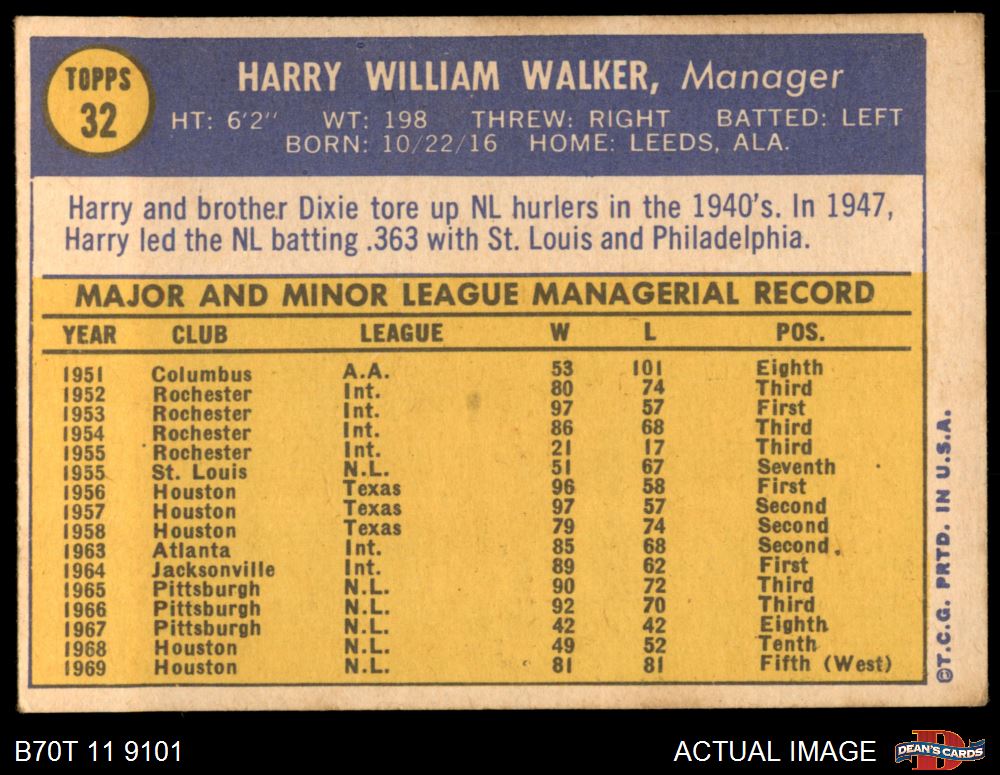 TOPPS
32
HARRY WILLIAM WALKER, Manager
HT: 6'2" WT: 198 THREW: RIGHT BATTED: LEFT
BORN: 10/22/16 HOME: LEEDS, ALA.
Harry and brother Dixie tore up NL hurlers in the 1940's. In 1947,
Harry led the NL batting .363 with St. Louis and Philadelphia.
MAJOR AND MINOR LEAGUE MANAGERIAL RECORD
YEAR CLUB LEAGUE W L POS.
1951 Columbus A.A. 53 101 Eighth
1952 Rochester Int. 80 74 Third
1953 Rochester Int. 97 57 First
1954 Rochester Int. 86 68 Third
1955 Rochester Int. 21 17 Third
1955 St. Louis N.L. 51 67 Seventh
1956 Houston Texas 96 58 First
1957 Houston Texas 97 57 Second
1958 Houston Texas 79 74 Second
1963 Atlanta Int. 85 68 Second
1964 Jacksonville Int. 89 62 First
1965 Pittsburgh N.L. 90 72 Third
1966 Pittsburgh N.L. 92 70 Third
1967 Pittsburgh N.L. 42 42 Eighth
1968 Houston N.L. 49 52 Tenth
1969 Houston N.L. 81 81 Fifth (West)
©T.C.G. PRTD. IN U.S.A.
B70T 11 9101
ACTUAL IMAGE
D
DEAN'S CARDS